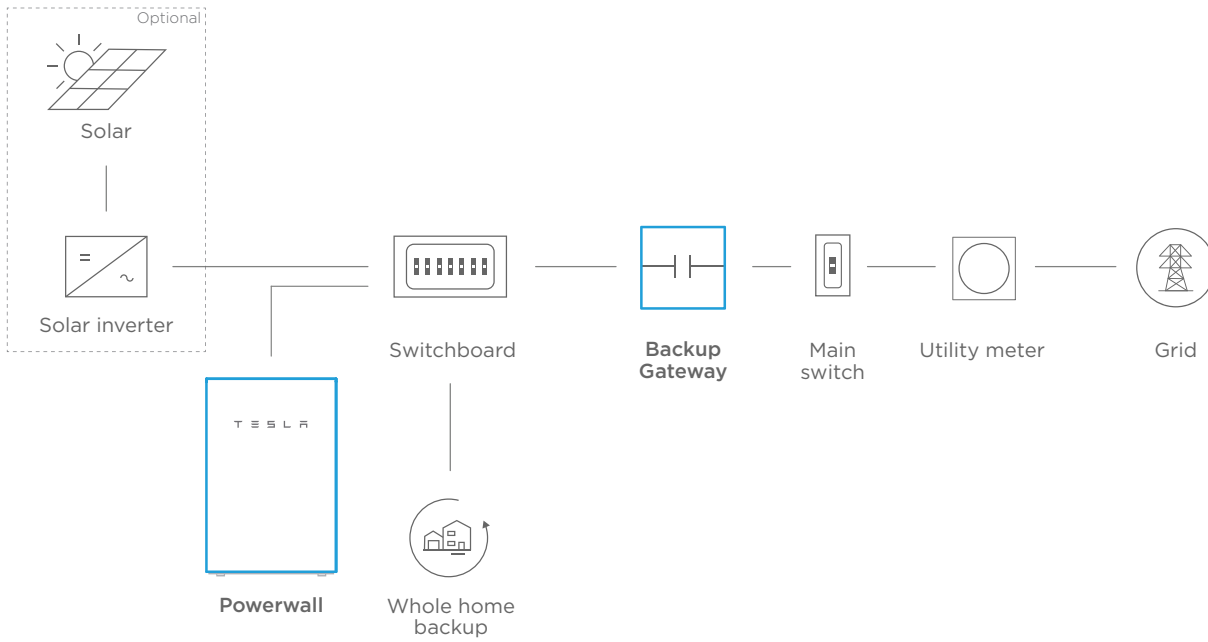 Optional
Solar
Solar inverter
Switchboard
Backup
Gateway
Main
switch
Utility meter
Grid
TESLA
Powerwall
Whole home
backup